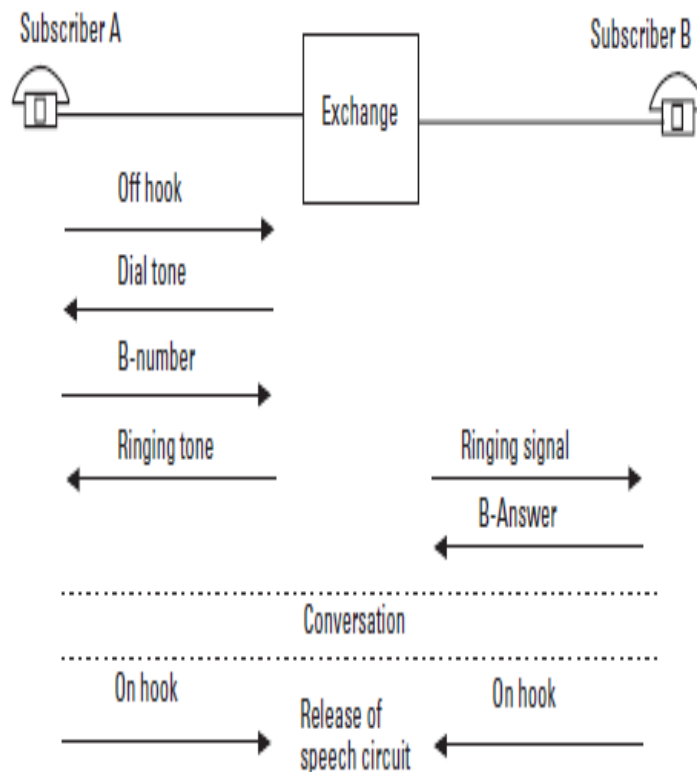 Subscriber A
Subscriber B
Exchange
Off hook
Dial tone
B-number
Ringing tone
Ringing signal
B-Answer
Conversation
On hook
On hook
Release of
speech circuit